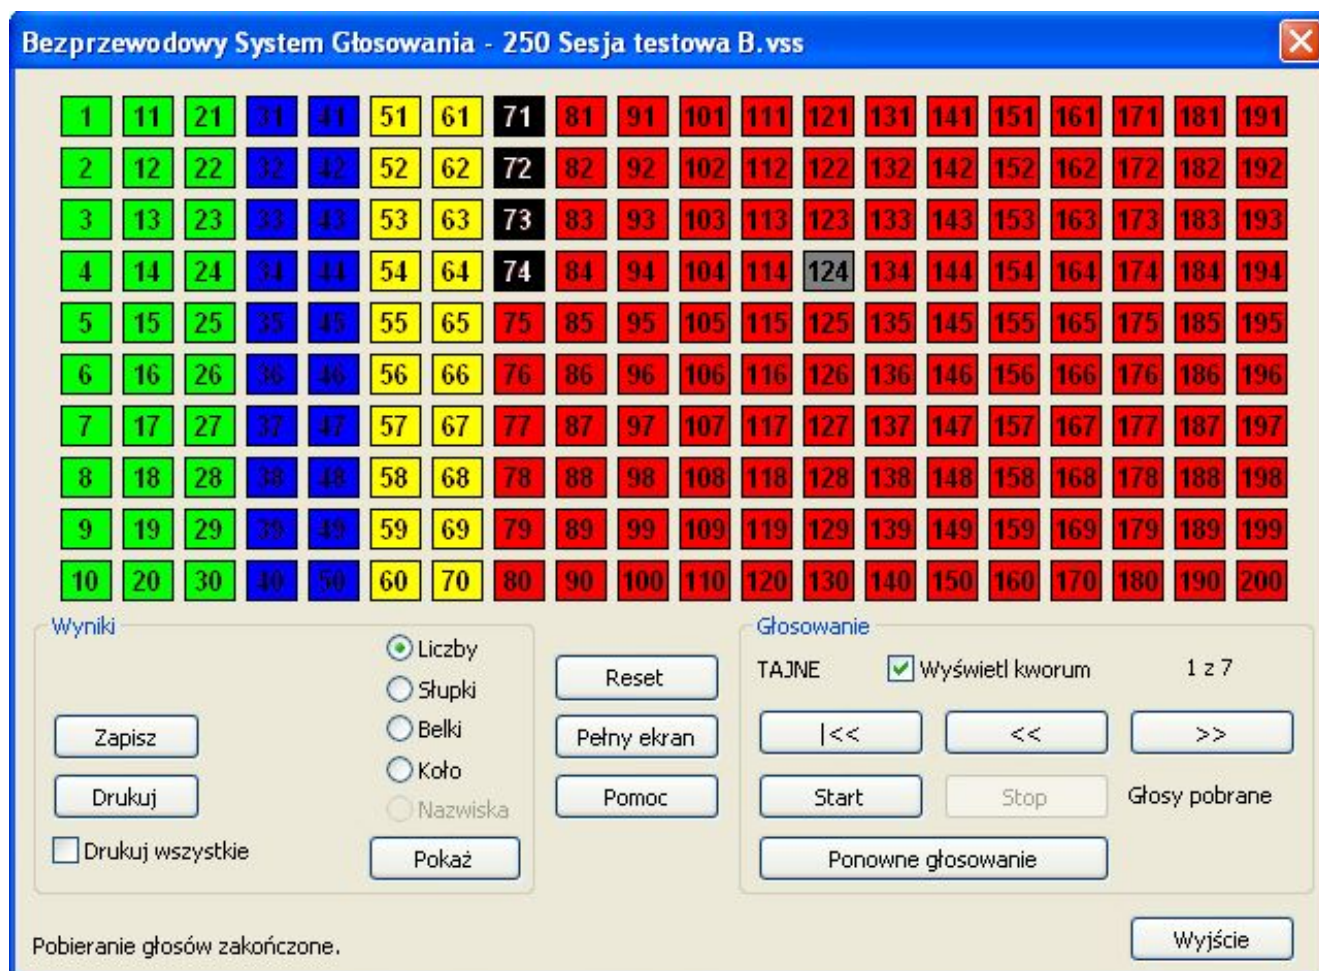 Bezprzewodowy System Głosowania - 250 Sesja testowa B.vss
1 11 21 31 41 51 61 71 81 91 101 111 121 131 141 151 161 171 181 191
2 12 22 32 42 52 62 72 82 92 102 112 122 132 142 152 162 172 182 192
3 13 23 33 43 53 63 73 83 93 103 113 123 133 143 153 163 173 183 193
4 14 24 34 44 54 64 74 84 94 104 114 124 134 144 154 164 174 184 194
5 15 25 35 45 55 65 75 85 95 105 115 125 135 145 155 165 175 185 195
6 16 26 36 46 56 66 76 86 96 106 116 126 136 146 156 166 176 186 196
7 17 27 37 47 57 67 77 87 97 107 117 127 137 147 157 167 177 187 197
8 18 28 38 48 58 68 78 88 98 108 118 128 138 148 158 168 178 188 198
9 19 29 39 49 59 69 79 89 99 109 119 129 139 149 159 169 179 189 199
10 20 30 40 50 60 70 80 90 100 110 120 130 140 150 160 170 180 190 200
Wyniki
Liczby
Słupki
Belki
Koło
Nazwiska
Zapisz
Drukuj
Drukuj wszystkie
Pokaż
Reset
Pełny ekran
Pomoc
Głosowanie
TAJNE Wyświetl kworum 1 z 7
|<< << >>
Start Stop Głosy pobrane
Ponowne głosowanie
Pobieranie głosów zakończone.
Wyjście